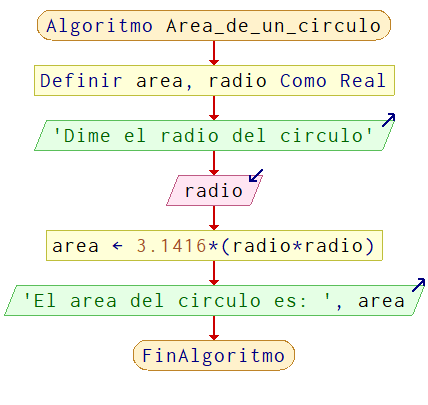 Algoritmo Area_de_un_circulo
Definir area, radio Como Real
'Dime el radio del circulo'
radio
area ← 3.1416*(radio*radio)
'El area del circulo es: ', area
FinAlgoritmo